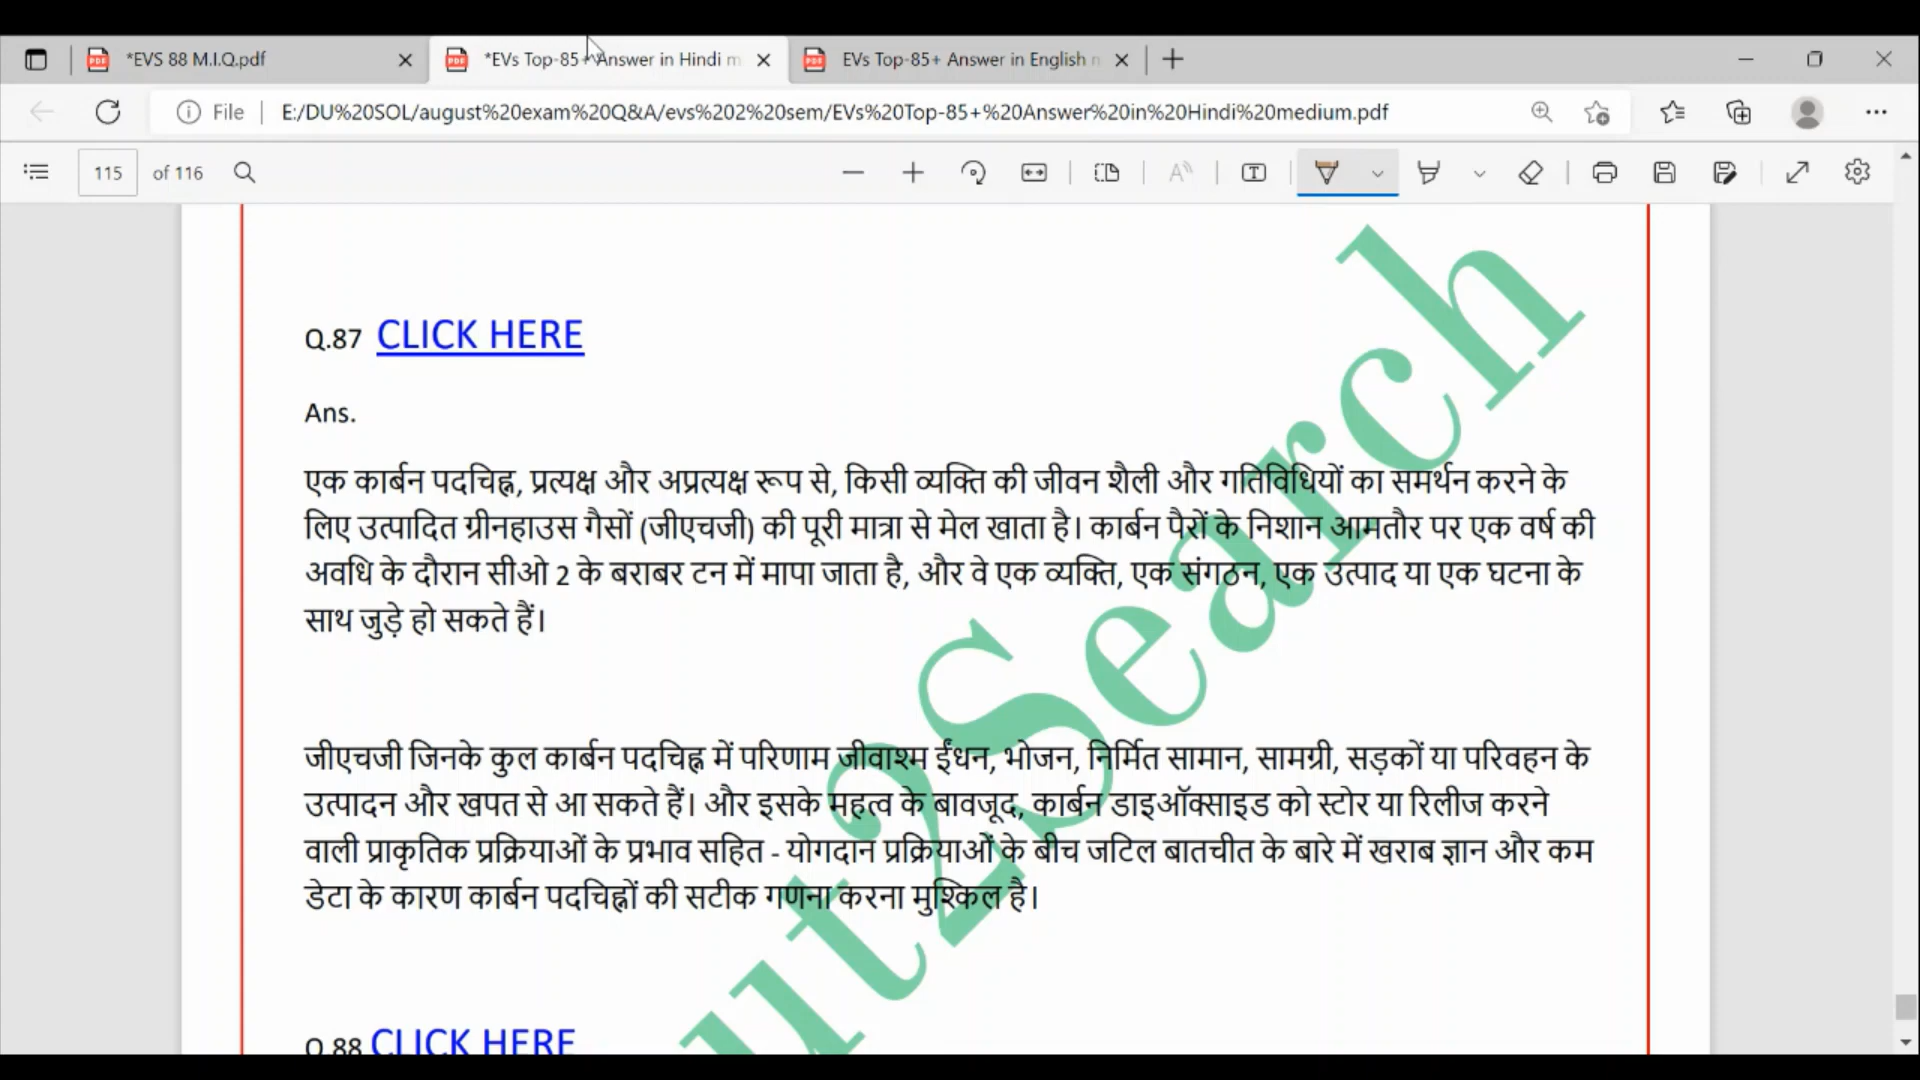 *EVS 88 M.I.Q.pdf
*EVs Top-85+ Answer in Hindi m
EVs Top-85+ Answer in English
File
E:/DU%20SOL/august%20exam%20Q&A/evs%202%20sem/EVs%20Top-85+%20Answer%20in%20Hindi%20medium.pdf
115 of 116
Q.87 CLICK HERE
Ans.
एक कार्बन पदचिह्न, प्रत्यक्ष और अप्रत्यक्ष रूप से, किसी व्यक्ति की जीवन शैली और गतिविधियों का समर्थन करने के
लिए उत्पादित ग्रीनहाउस गैसों (जीएचजी) की पूरी मात्रा से मेल खाता है। कार्बन पैरों के निशान आमतौर पर एक वर्ष की
अवधि के दौरान सीओ 2 के बराबर टन में मापा जाता है, और वे एक व्यक्ति, एक संगठन, एक उत्पाद या एक घटना के
साथ जुड़े हो सकते हैं।
जीएचजी जिनके कुल कार्बन पदचिह्न में परिणाम जीवाश्म ईंधन, भोजन, निर्मित सामान, सामग्री, सड़कों या परिवहन के
उत्पादन और खपत से आ सकते हैं। और इसके महत्व के बावजूद, कार्बन डाइऑक्साइड को स्टोर या रिलीज करने
वाली प्राकृतिक प्रक्रियाओं के प्रभाव सहित - योगदान प्रक्रियाओं के बीच जटिल बातचीत के बारे में खराब ज्ञान और कम
डेटा के कारण कार्बन पदचिह्नों की सटीक गणना करना मुश्किल है।
Q.88 CLICK HERE
ut2Search